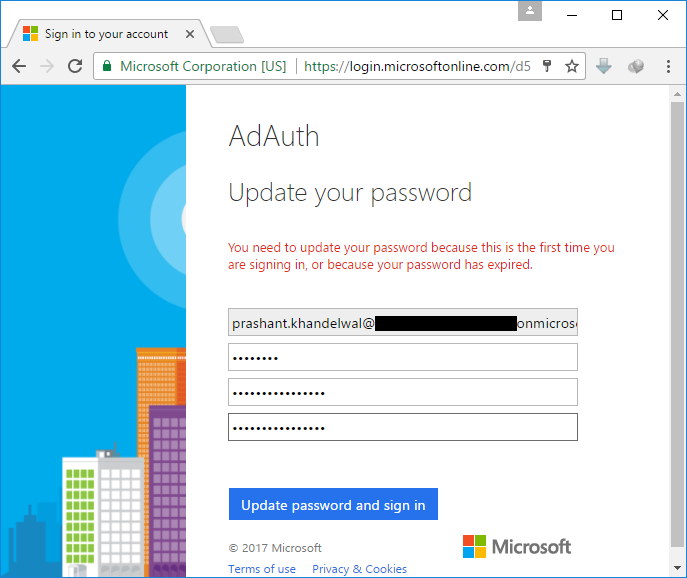 Sign in to your account
Microsoft Corporation [US] https://login.microsoftonline.com/d5
AdAuth
Update your password
You need to update your password because this is the first time you
are signing in, or because your password has expired.
prashant.khandelwal@ onmicros
••••••••
••••••••••••••••
••••••••••••••••
Update password and sign in
© 2017 Microsoft
Microsoft
Terms of use Privacy & Cookies